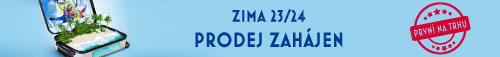 ZIMA 23/24
PRODEJ ZAHÁJEN
PRVNÍ NA TRHU